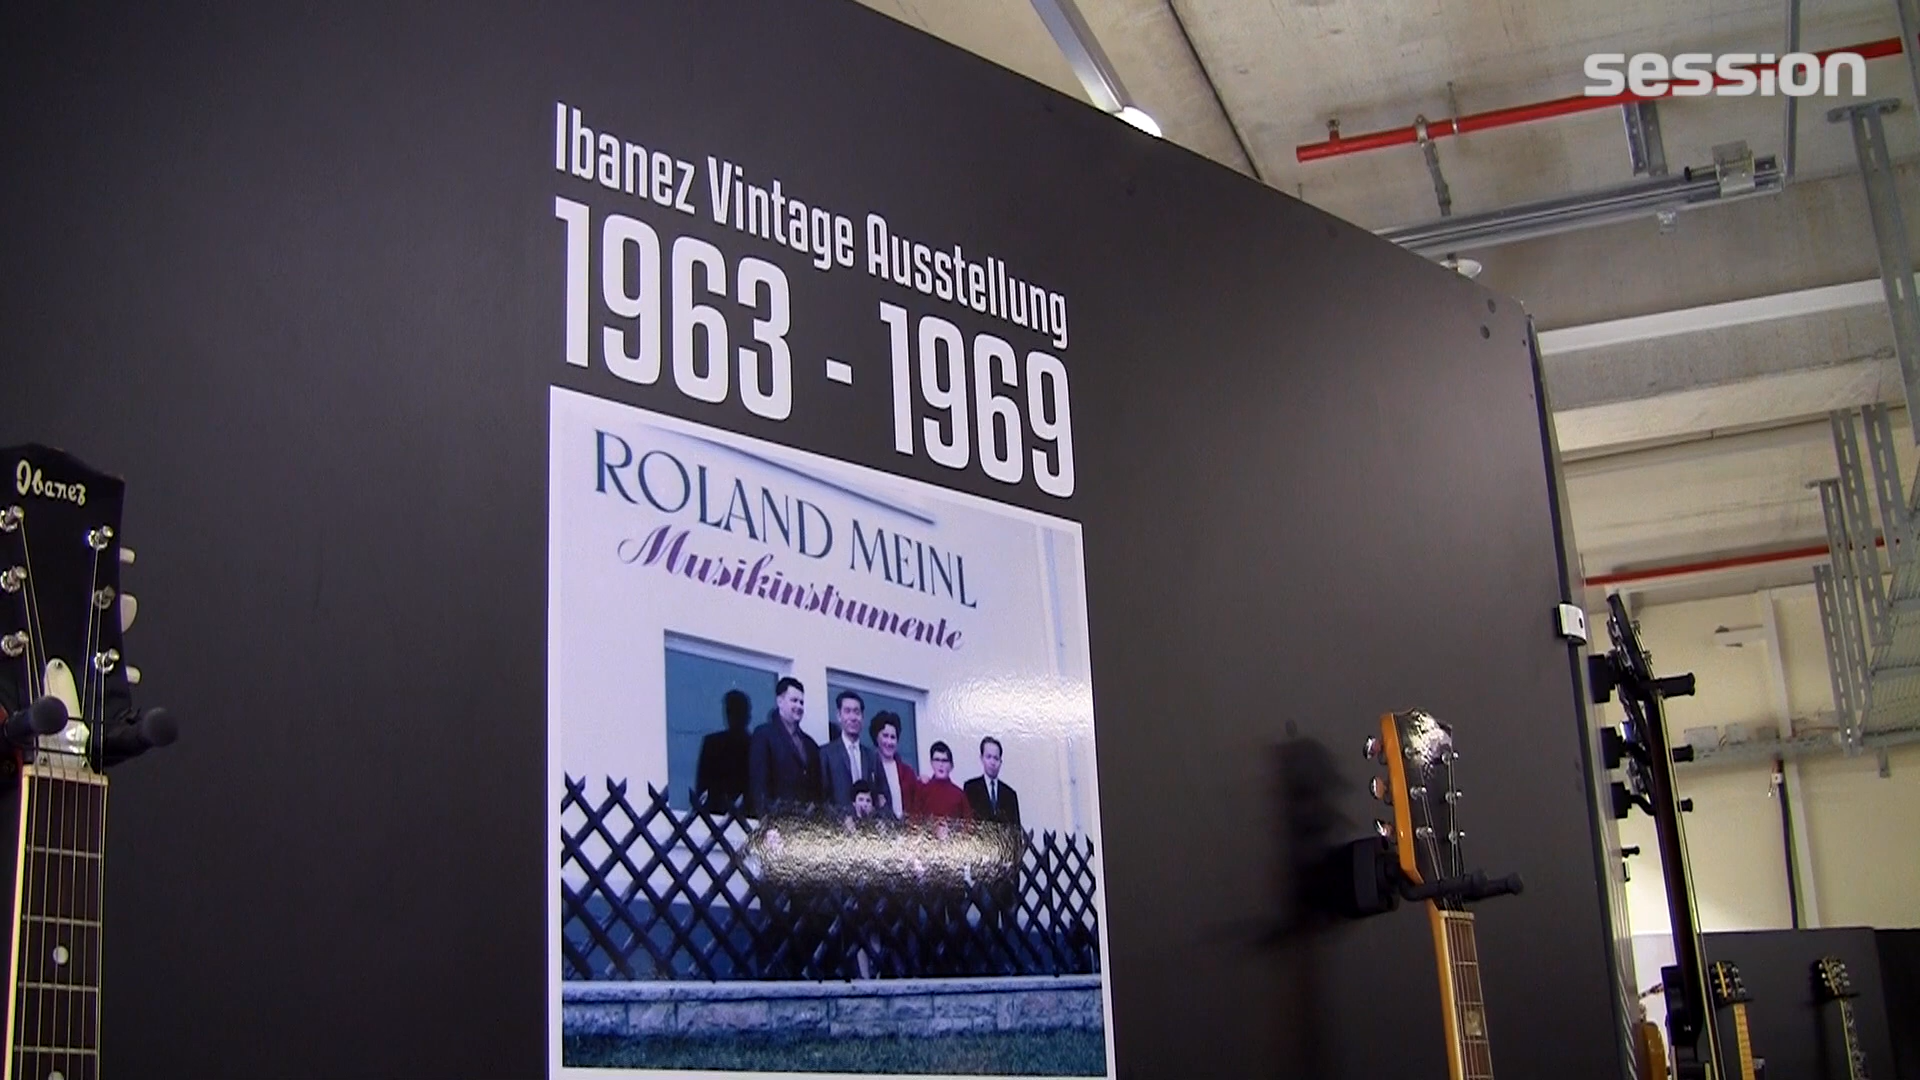 session
Ibanez Vintage Ausstellung
1963 - 1969
ROLAND MEINL
Musikinstrumente
Ibanez